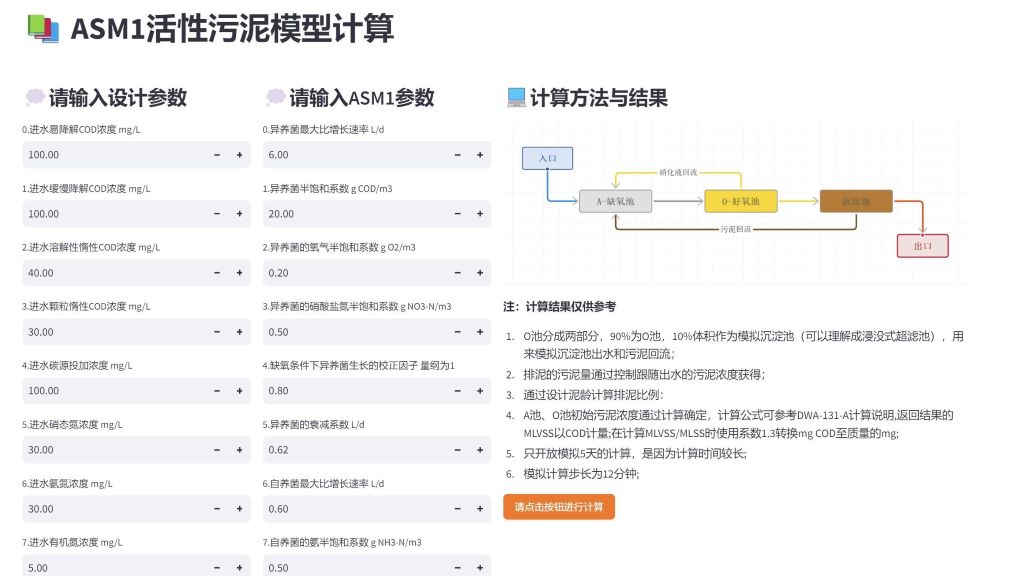 ASM1活性污泥模型计算
请输入设计参数
0.进水易降解COD浓度 mg/L
100.00
1.进水缓慢降解COD浓度 mg/L
100.00
2.进水溶解性惰性COD浓度 mg/L
40.00
3.进水颗粒惰性COD浓度 mg/L
30.00
4.进水碳源投加浓度 mg/L
100.00
5.进水硝态氮浓度 mg/L
30.00
6.进水氨氮浓度 mg/L
30.00
7.进水有机氮浓度 mg/L
5.00
请输入ASM1参数
0.异养菌最大比增长速率 L/d
6.00
1.异养菌半饱和系数 g COD/m3
20.00
2.异养菌的氧气半饱和系数 g O2/m3
0.20
3.异养菌的硝酸盐氮半饱和系数 g NO3-N/m3
0.50
4.缺氧条件下异养菌生长的校正因子 量纲为1
0.80
5.异养菌的衰减系数 L/d
0.62
6.自养菌最大比增长速率 L/d
0.60
7.自养菌的氨半饱和系数 g NH3-N/m3
0.50
计算方法与结果
入口
硝化液回流
A-缺氧池
O-好氧池
沉淀池
污泥回流
出口
注：计算结果仅供参考
1. O池分成两部分，90%为O池，10%体积作为模拟沉淀池（可以理解成浸没式超滤池），用
来模拟沉淀池出水和污泥回流；
2. 排泥的污泥量通过控制跟随出水的污泥浓度获得；
3. 通过设计泥龄计算排泥比例：
4. A池、O池初始污泥浓度通过计算确定，计算公式可参考DWA-131-A计算说明,返回结果的
MLVSS以COD计量;在计算MLVSS/MLSS时使用系数1.3转换mg COD至质量的mg;
5. 只开放模拟5天的计算，是因为计算时间较长;
6. 模拟计算步长为12分钟;
请点击按钮进行计算